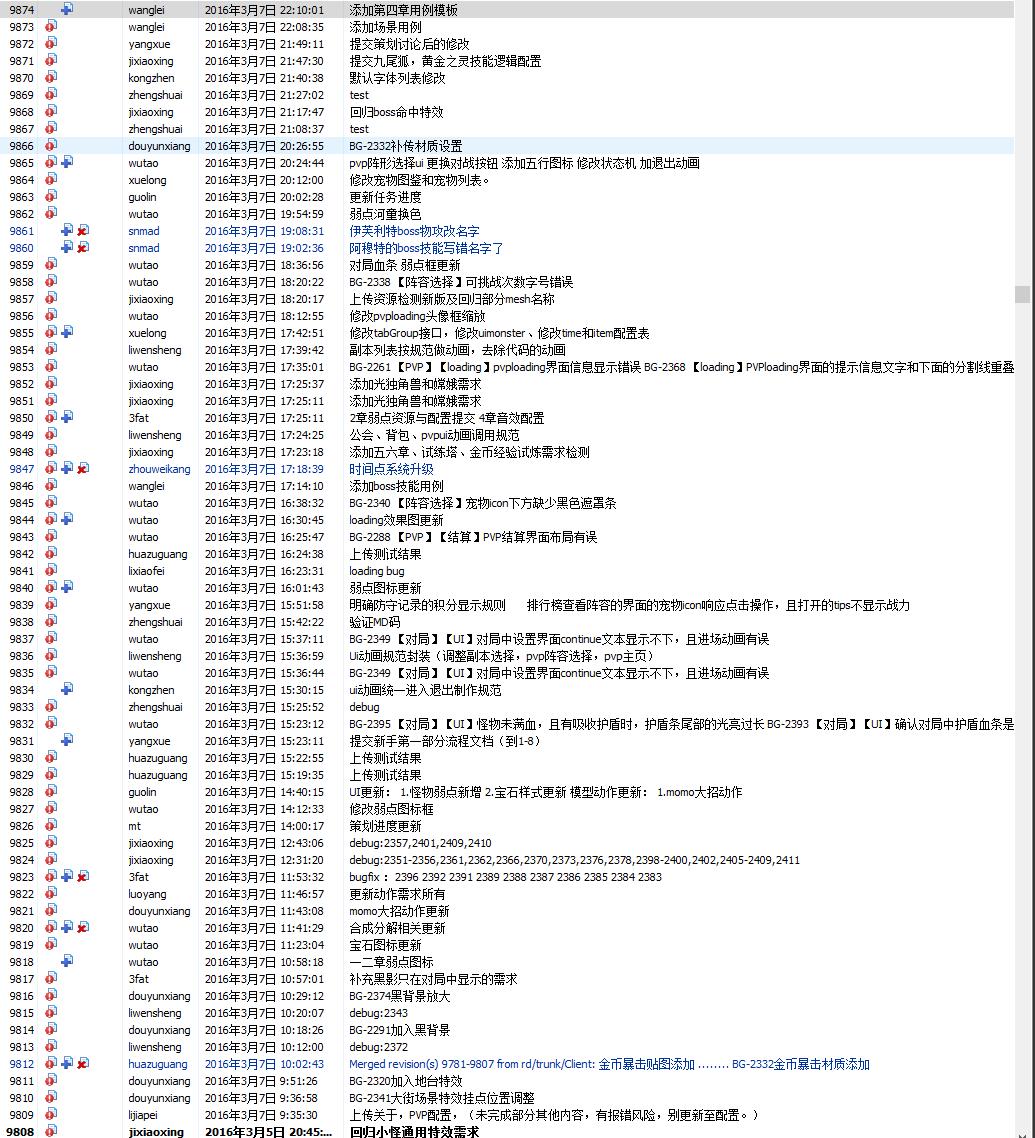 9874 wanglei 2016年3月7日 22:10:01 添加第四章用例模板
9873 wanglei 2016年3月7日 22:08:35 添加场景用例
9872 yangxue 2016年3月7日 21:49:11 提交策划讨论后的修改
9871 jixiaoxing 2016年3月7日 21:47:30 提交九尾狐，黄金之灵技能逻辑配置
9870 kongzhen 2016年3月7日 21:40:38 默认字体列表修改
9869 zhengshuai 2016年3月7日 21:27:02 test
9868 jixiaoxing 2016年3月7日 21:17:47 回归boss命中特效
9867 zhengshuai 2016年3月7日 21:08:37 test
9866 douyunxiang 2016年3月7日 20:26:55 BG-2332补传材质设置
9865 wutao 2016年3月7日 20:24:44 pvp阵形选择ui 更换对战按钮 添加五行图标 修改状态机 加退出动画
9864 xuelong 2016年3月7日 20:12:00 修改宠物图鉴和宠物列表。
9863 guolin 2016年3月7日 20:02:28 更新任务进度
9862 wutao 2016年3月7日 19:54:59 弱点河童换色
9861 snmad 2016年3月7日 19:08:31 伊芙利特boss物攻改名字
9860 snmad 2016年3月7日 19:02:36 阿穆特的boss技能写错名字了
9859 wutao 2016年3月7日 18:36:56 对局血条 弱点框更新
9858 wutao 2016年3月7日 18:20:22 BG-2338 【阵容选择】可挑战次数字号错误
9857 jixiaoxing 2016年3月7日 18:20:17 上传资源检测新版及回归部分mesh名称
9856 wutao 2016年3月7日 18:12:55 修改pvploading头像框缩放
9855 xuelong 2016年3月7日 17:42:51 修改tabGroup接口，修改uimonster、修改time和item配置表
9854 liwensheng 2016年3月7日 17:39:42 副本列表按规范做动画，去除代码的动画
9853 wutao 2016年3月7日 17:35:01 BG-2261 【PVP】【loading】pvploading界面信息显示错误 BG-2368 【loading】PVPloading界面的提示信息文字和下面的分割线重叠
9852 jixiaoxing 2016年3月7日 17:25:37 添加光独角兽和嫦娥需求
9851 jixiaoxing 2016年3月7日 17:25:11 添加光独角兽和嫦娥需求
9850 3fat 2016年3月7日 17:25:11 2章弱点资源与配置提交 4章音效配置
9849 liwensheng 2016年3月7日 17:24:25 公会、背包、pvpui动画调用规范
9848 jixiaoxing 2016年3月7日 17:23:18 添加五六章、试练塔、金币经验试炼需求检测
9847 zhouweikang 2016年3月7日 17:18:39 时间点系统升级
9846 wanglei 2016年3月7日 17:14:10 添加boss技能用例
9845 wutao 2016年3月7日 16:38:32 BG-2340 【阵容选择】宠物icon下方缺少黑色遮罩条
9844 wutao 2016年3月7日 16:30:45 loading效果图更新
9843 wutao 2016年3月7日 16:25:47 BG-2288 【PVP】【结算】PVP结算界面布局有误
9842 huazuguang 2016年3月7日 16:24:38 上传测试结果
9841 lixiaofei 2016年3月7日 16:23:31 loading bug
9840 wutao 2016年3月7日 16:01:43 弱点图标更新
9839 yangxue 2016年3月7日 15:51:58 明确防守记录的积分显示规则 排行榜查看阵容的界面的宠物icon响应点击操作，且打开的tips不显示战力
9838 zhengshuai 2016年3月7日 15:42:22 验证MD码
9837 wutao 2016年3月7日 15:37:11 BG-2349 【对局】【UI】对局中设置界面continue文本显示不下，且进场动画有误
9836 liwensheng 2016年3月7日 15:36:59 Ui动画规范封装（调整副本选择，pvp阵容选择，pvp主页）
9835 wutao 2016年3月7日 15:36:44 BG-2349 【对局】【UI】对局中设置界面continue文本显示不下，且进场动画有误
9834 kongzhen 2016年3月7日 15:30:15 ui动画统一进入退出制作规范
9833 zhengshuai 2016年3月7日 15:25:52 debug
9832 wutao 2016年3月7日 15:23:12 BG-2395 【对局】【UI】怪物未满血，且有吸收护盾时，护盾条尾部的光亮过长 BG-2393 【对局】【UI】确认对局中护盾血条是
9831 yangxue 2016年3月7日 15:23:11 提交新手第一部分流程文档（到1-8）
9830 huazuguang 2016年3月7日 15:22:55 上传测试结果
9829 huazuguang 2016年3月7日 15:19:35 上传测试结果
9828 guolin 2016年3月7日 14:40:15 UI更新： 1.怪物弱点新增 2.宝石样式更新 模型动作更新： 1.momo大招动作
9827 wutao 2016年3月7日 14:12:33 修改弱点图标框
9826 mt 2016年3月7日 14:00:17 策划进度更新
9825 jixiaoxing 2016年3月7日 12:43:06 debug:2357,2401,2409,2410
9824 jixiaoxing 2016年3月7日 12:31:20 debug:2351-2356,2361,2362,2366,2370,2373,2376,2378,2398-2400,2402,2405-2409,2411
9823 3fat 2016年3月7日 11:53:32 bugfix ： 2396 2392 2391 2389 2388 2387 2386 2385 2384 2383
9822 luoyang 2016年3月7日 11:46:57 更新动作需求所有
9821 douyunxiang 2016年3月7日 11:43:08 momo大招动作更新
9820 wutao 2016年3月7日 11:41:29 合成分解相关更新
9819 wutao 2016年3月7日 11:23:04 宝石图标更新
9818 wutao 2016年3月7日 10:58:18 一二章弱点图标
9817 3fat 2016年3月7日 10:57:01 补充黑影只在对局中显示的需求
9816 douyunxiang 2016年3月7日 10:29:12 BG-2374黑背景放大
9815 liwensheng 2016年3月7日 10:20:07 debug:2343
9814 douyunxiang 2016年3月7日 10:18:26 BG-2291加入黑背景
9813 liwensheng 2016年3月7日 10:12:00 debug:2372
9812 huazuguang 2016年3月7日 10:02:43 Merged revision(s) 9781-9807 from rd/trunk/Client: 金币暴击贴图添加 ........ BG-2332金币暴击材质添加
9811 douyunxiang 2016年3月7日 9:51:26 BG-2320加入地台特效
9810 douyunxiang 2016年3月7日 9:36:58 BG-2341大街场景特效挂点位置调整
9809 lijiapei 2016年3月7日 9:35:30 上传关于，PVP配置，（未完成部分其他内容，有报错风险，别更新至配置。）
9808 jixiaoxing 2016年3月5日 20:45:... 回归小怪通用特效需求